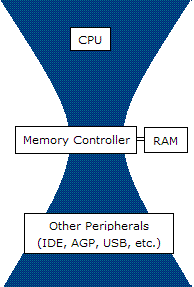 CPU
Memory Controller
RAM
Other Peripherals
(IDE, AGP, USB, etc.)